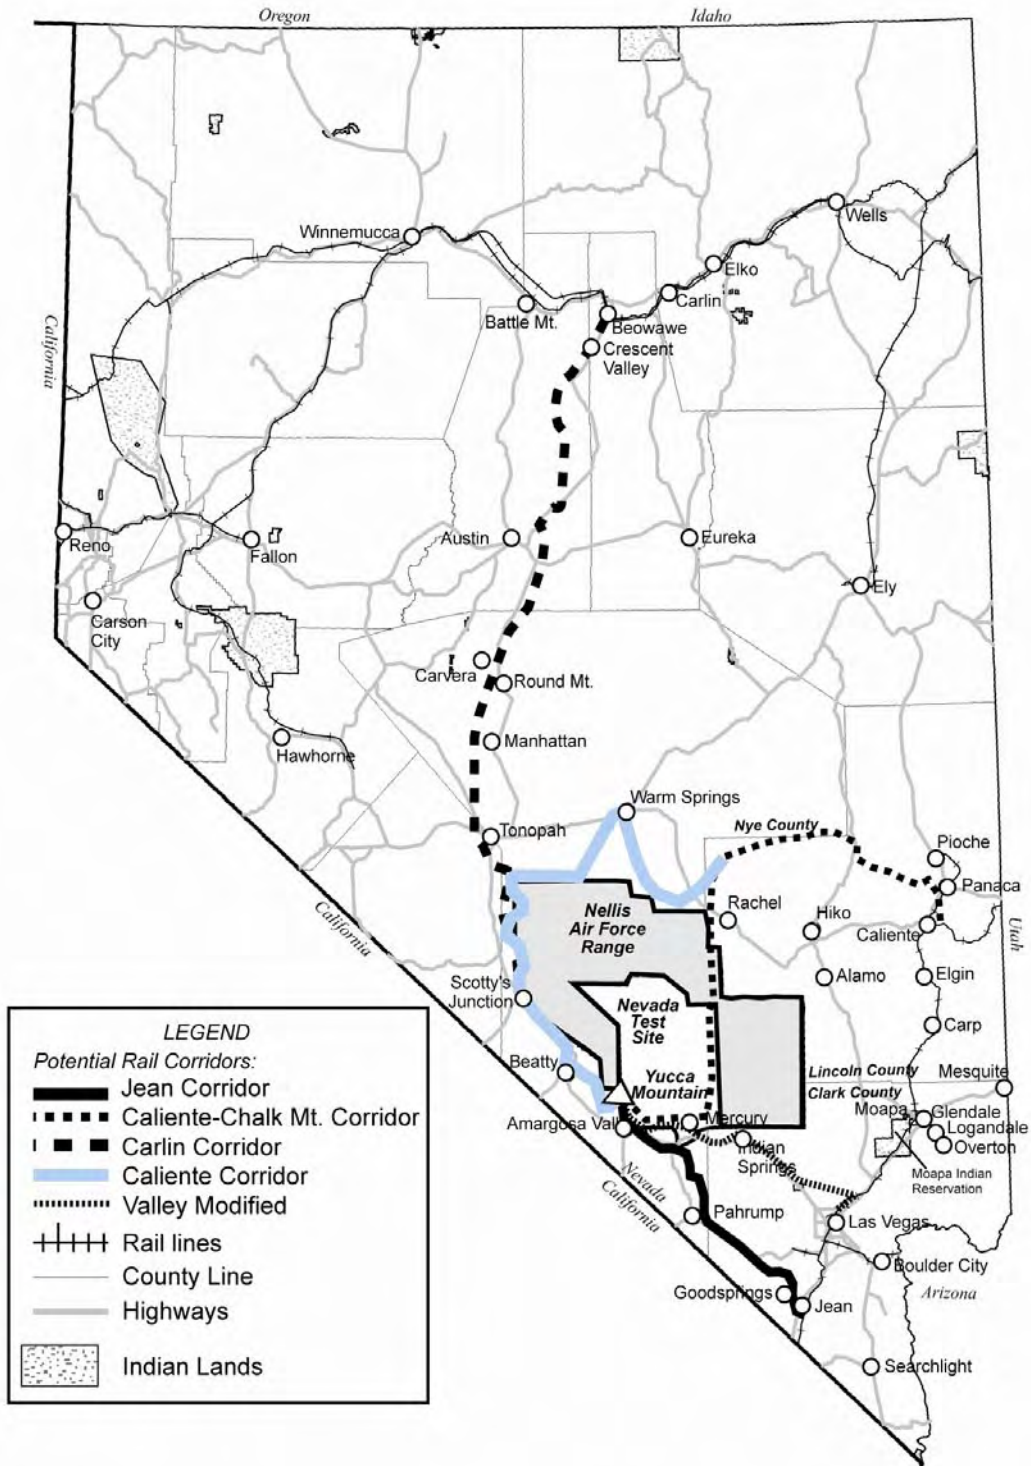 Oregon
Idaho
Winnemucca
Wells
Elko
Carlin
Battle Mt.
Beowawe
Crescent
Valley
California
Reno
Fallon
Austin
Eureka
Ely
Carson
City
Carvera
Round Mt.
Manhattan
Hawhorne
Warm Springs
Tonopah
Nye County
Pioche
Panaca
Rachel
Hiko
Caliente
Utah
Nellis
Air Force
Range
California
Alamo
Elgin
Scotty's
Junction
Nevada
Test
Site
Carp
Beatty
Yucca
Mountain
Lincoln County
Clark County
Mesquite
Moapa
Glendale
Logandale
Overton
Amargosa Vall
Mercury
Indian
Springs
Moapa Indian
Reservation
Nevada
California
Pahrump
Las Vegas
Boulder City
Goodsprings
Jean
Arizona
Searchlight
LEGEND
Potential Rail Corridors:
Jean Corridor
Caliente-Chalk Mt. Corridor
Carlin Corridor
Caliente Corridor
Valley Modified
Rail lines
County Line
Highways
Indian Lands